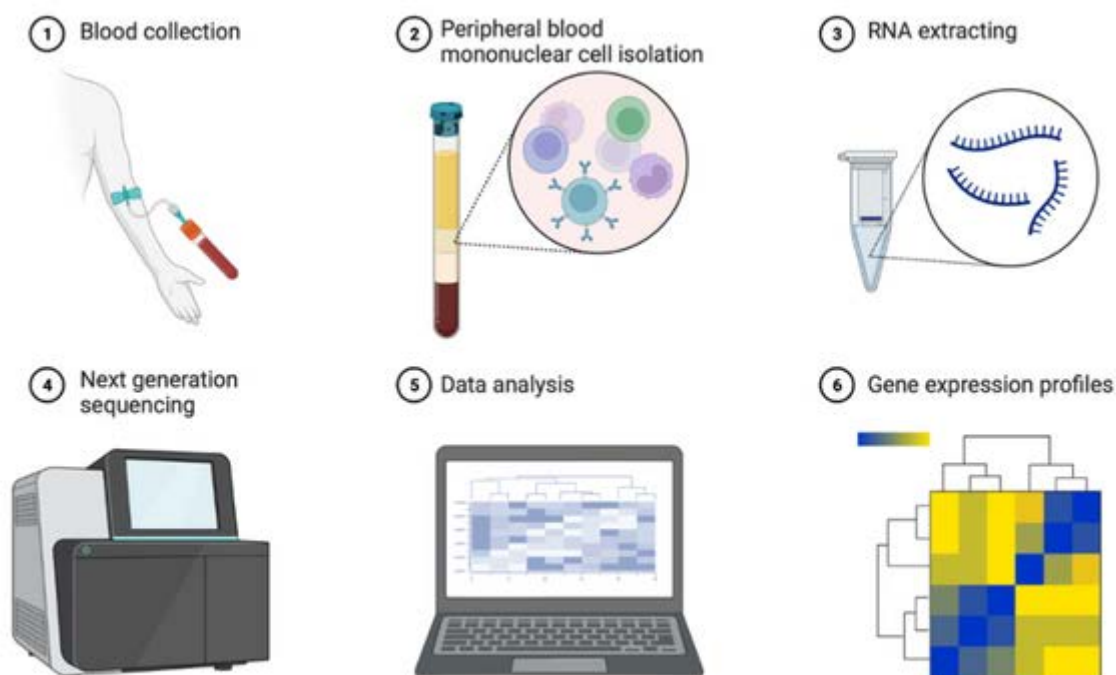 1 Blood collection
2 Peripheral blood
mononuclear cell isolation
3 RNA extracting
4 Next generation
sequencing
5 Data analysis
6 Gene expression profiles